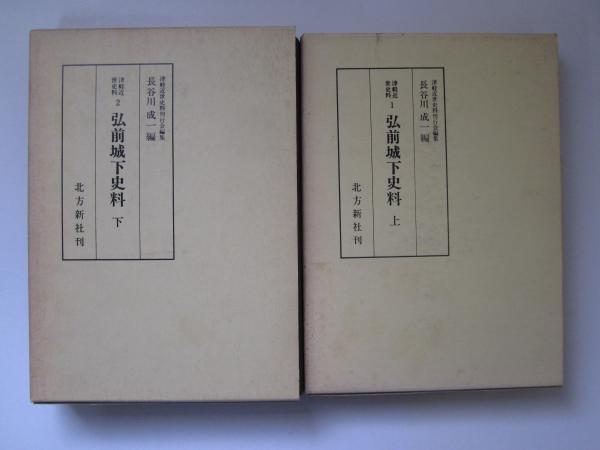 津軽近世史料刊行会編集
長谷川成一編
津軽近世史料 2
弘前城下史料 下
北方新社刊
津軽近世史料刊行会編集
長谷川成一編
津軽近世史料 1
弘前城下史料 上
北方新社刊